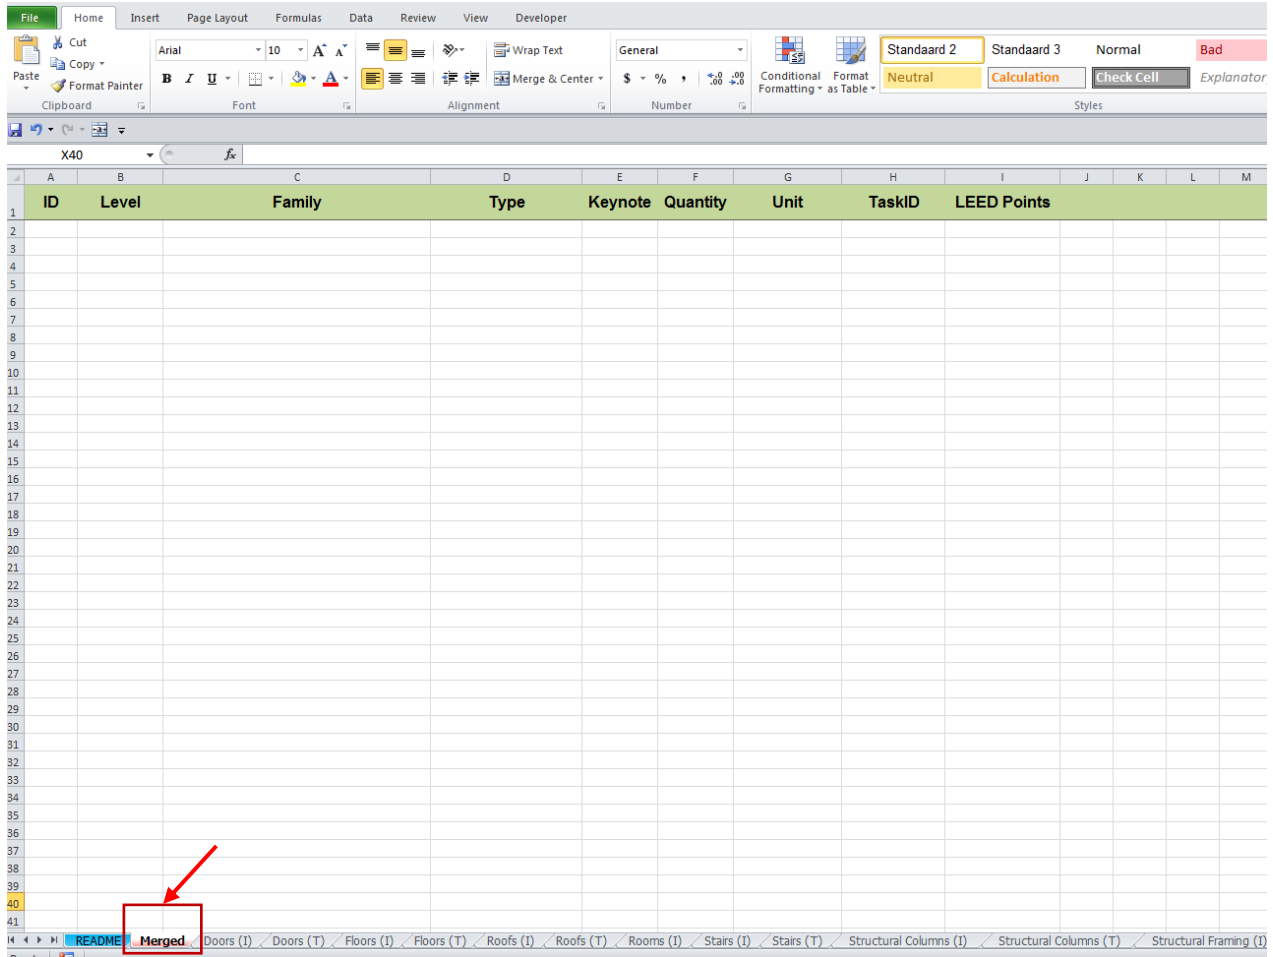 File Home Insert Page Layout Formulas Data Review View Developer
Cut
Copy
Format Painter
Paste
Clipboard
Arial 10 A A
B I U A
Font
Wrap Text
Merge & Center
Alignment
General
$ % , .0 .00 .00 .0
Number
Conditional Formatting
Format as Table
Standaard 2 Standaard 3 Normal Bad
Neutral Calculation Check Cell Explanator
Styles
X40 fx
A B C D E F G H I J K L M
1 ID Level Family Type Keynote Quantity Unit TaskID LEED Points
2
3
4
5
6
7
8
9
10
11
12
13
14
15
16
17
18
19
20
21
22
23
24
25
26
27
28
29
30
31
32
33
34
35
36
37
38
39
40
41
README Merged Doors (I) Doors (T) Floors (I) Floors (T) Roofs (I) Roofs (T) Rooms (I) Stairs (I) Stairs (T) Structural Columns (I) Structural Columns (T) Structural Framing (I)